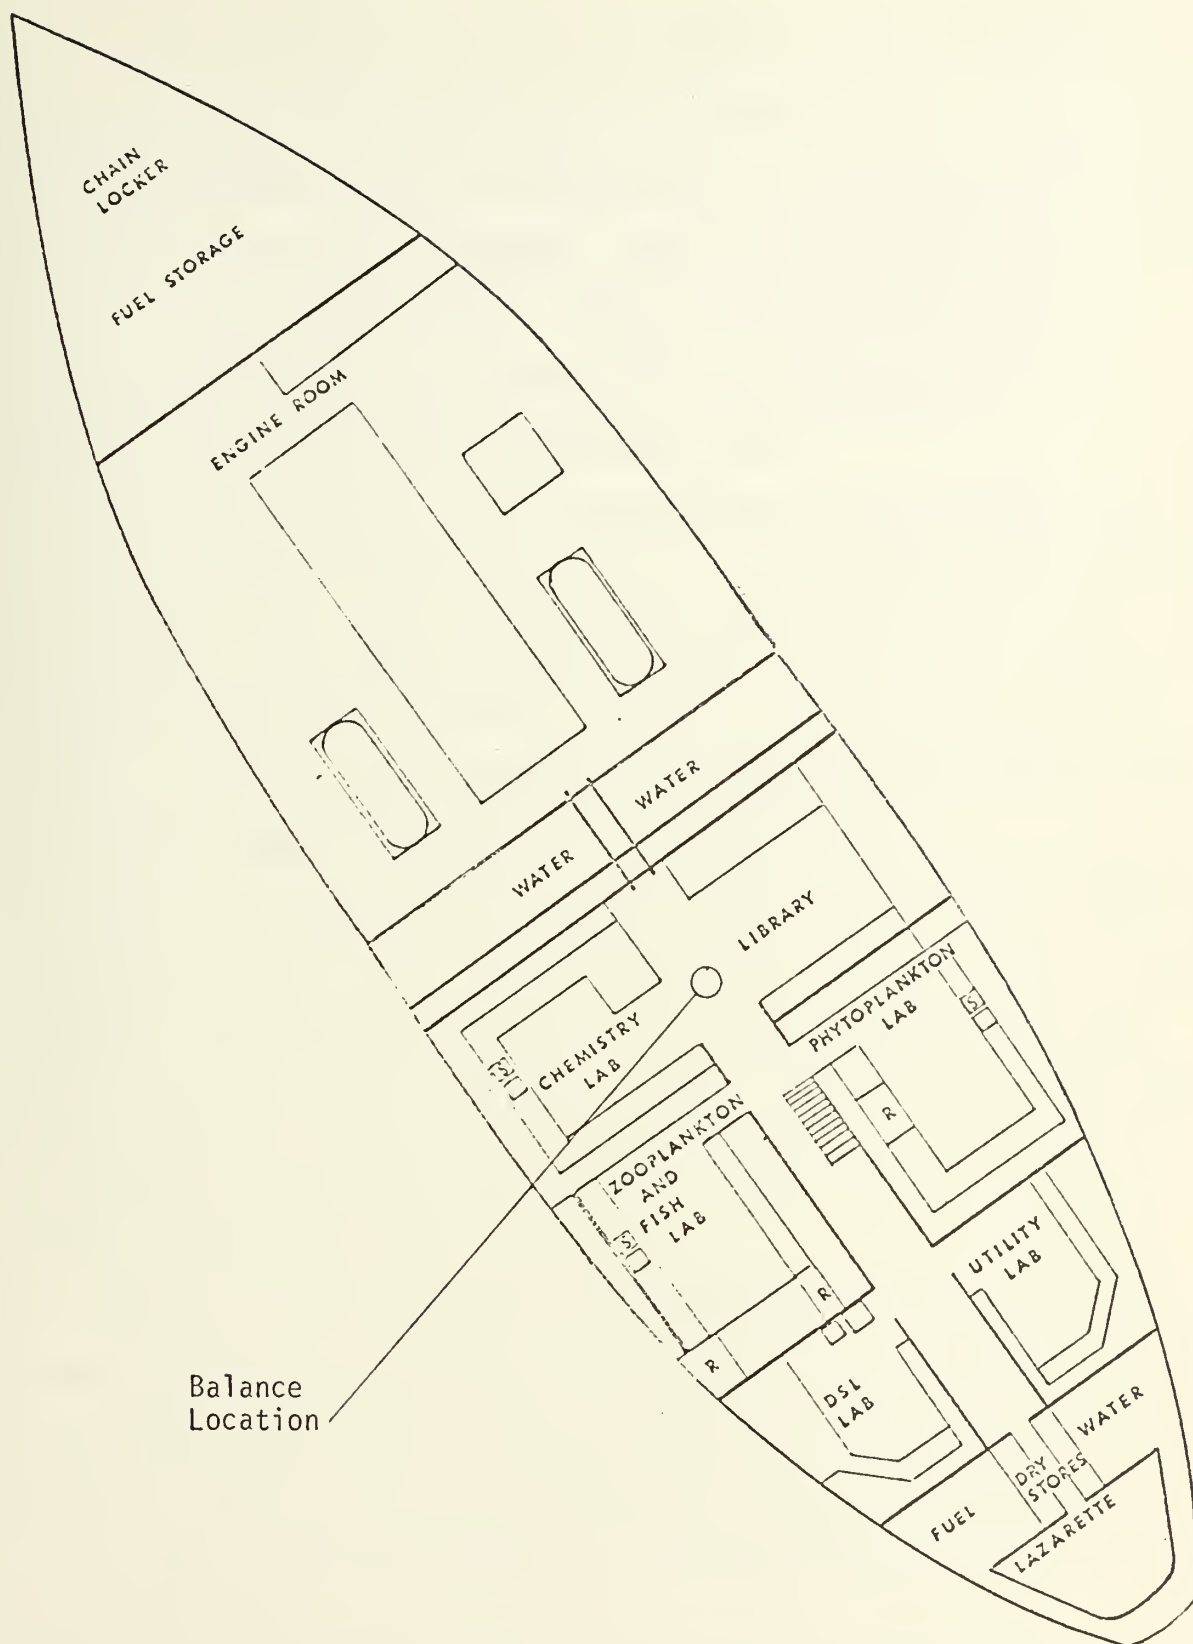 CHAIN
LOCKER
FUEL STORAGE
ENGINE ROOM
WATER
WATER
LIBRARY
PHYTOPLANKTON
LAB
S
CHEMISTRY
LAB
S
R
ZOOPLANKTON
AND
FISH
LAB
S
UTILITY
LAB
R
R
DSL
LAB
Balance
Location
WATER
DRY
STORES
FUEL
LAZARETTE